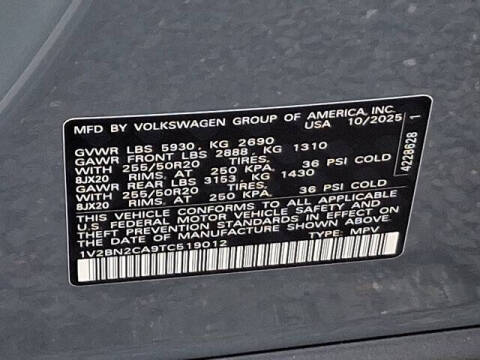 MFD BY VOLKSWAGEN GROUP OF AMERICA, INC.
USA 10/2025
GVWR LBS 5930, KG 2690
GAWR FRONT LBS 2888 KG 1310
WITH 255/50R20 TIRES,
8JX20 RIMS, AT 250 KPA, 36 PSI COLD
GAWR REAR LBS 3153, KG 1430
WITH 255/50R20 TIRES,
8JX20 RIMS, AT 250 KPA 36 PSI COLD
THIS VEHICLE CONFORMS TO ALL APPLICABLE
U.S. FEDERAL MOTOR VEHICLE SAFETY AND
THEFT PREVENTION STANDARDS IN EFFECT ON
THE DATE OF MANUFACTURE SHOWN ABOVE.
1V2BN2CA9TC519012 TYPE: MPV
4228628 1